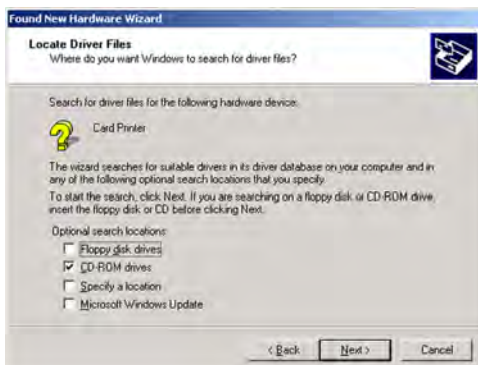 Found New Hardware Wizard
Locate Driver Files
Where do you want Windows to search for driver files?
Search for driver files for the following hardware device:
Card Printer
The wizard searches for suitable drivers in its driver database on your computer and in
any of the following optional search locations that you specify.
To start the search, click Next. If you are searching on a floppy disk or CD-ROM drive,
insert the floppy disk or CD before clicking Next.
Optional search locations:
Floppy disk drives
CD-ROM drives
Specify a location
Microsoft Windows Update
< Back Next > Cancel